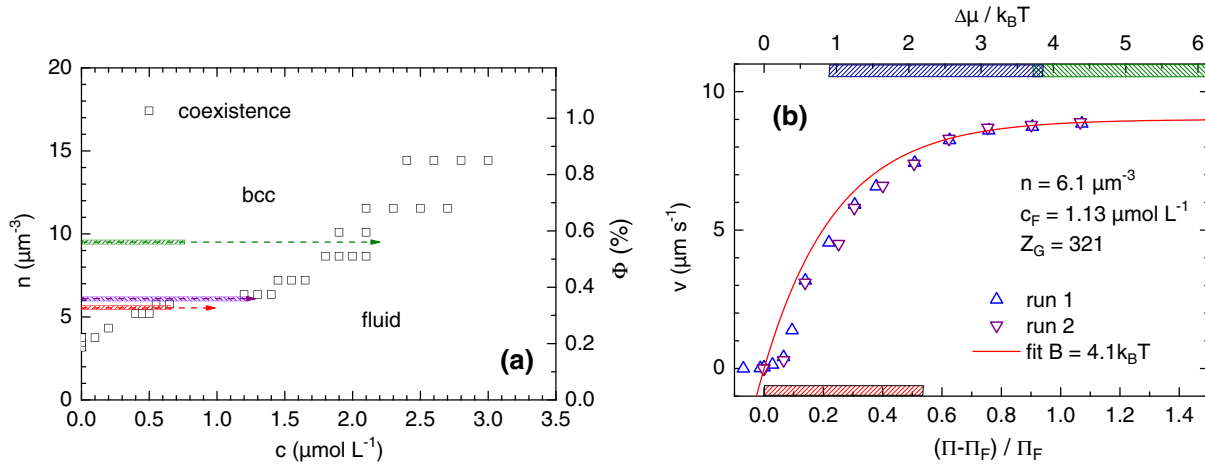 20
15
10
5
0
n (µm⁻³)
□ coexistence
bcc
fluid
(a)
0.0 0.5 1.0 1.5 2.0 2.5 3.0 3.5
c (µmol L⁻¹)
1.0
0.8
0.6
0.4
0.2
0.0
Φ (%)
Δμ / k_BT
0 1 2 3 4 5 6
(b)
10
5
0
v (µm s⁻¹)
n = 6.1 µm⁻³
c_F = 1.13 µmol L⁻¹
Z_G = 321
run 1
run 2
fit B = 4.1k_BT
0.0 0.2 0.4 0.6 0.8 1.0 1.2 1.4
(Π-Π_F) / Π_F